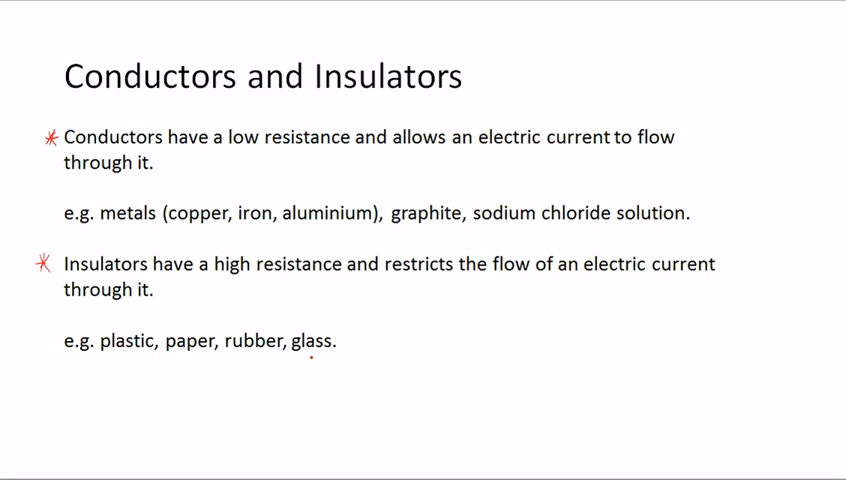 Conductors and Insulators
Conductors have a low resistance and allows an electric current to flow
through it.
e.g. metals (copper, iron, aluminium), graphite, sodium chloride solution.
Insulators have a high resistance and restricts the flow of an electric current
through it.
e.g. plastic, paper, rubber, glass.